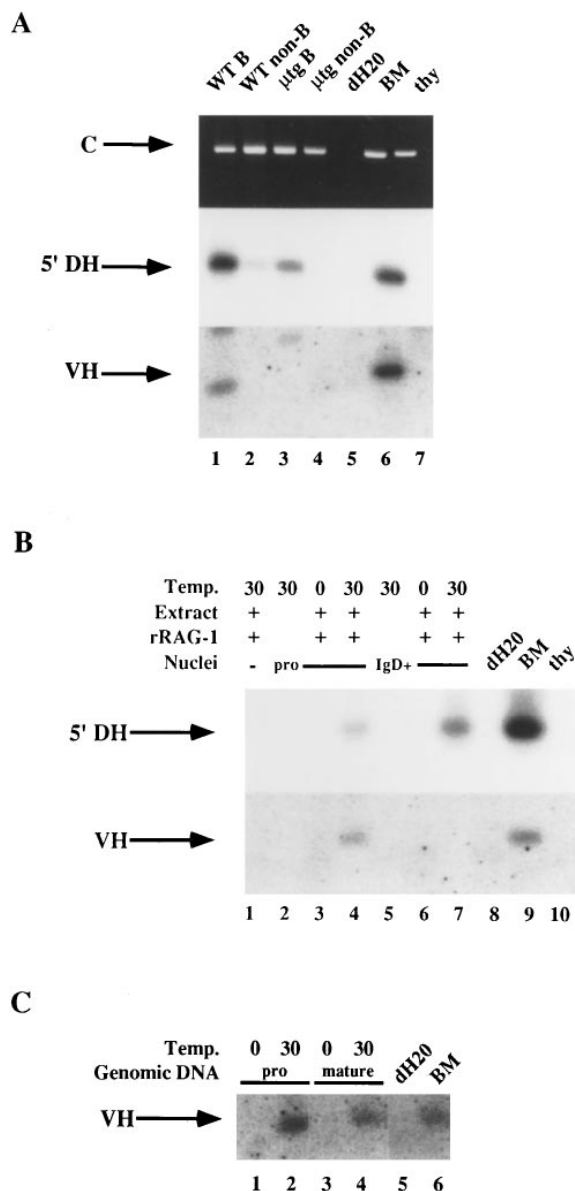 A
WT B WT non-B μtg B μtg non-B dH20 BM thy
C
5' DH
VH
1 2 3 4 5 6 7
B
Temp. 30 30 0 30 30 0 30
Extract + + + + +
rRAG-1 + + + + +
Nuclei - pro IgD+ dH20 BM thy
5' DH
VH
1 2 3 4 5 6 7 8 9 10
C
Temp. 0 30 0 30
Genomic DNA pro mature dH20 BM
VH
1 2 3 4 5 6